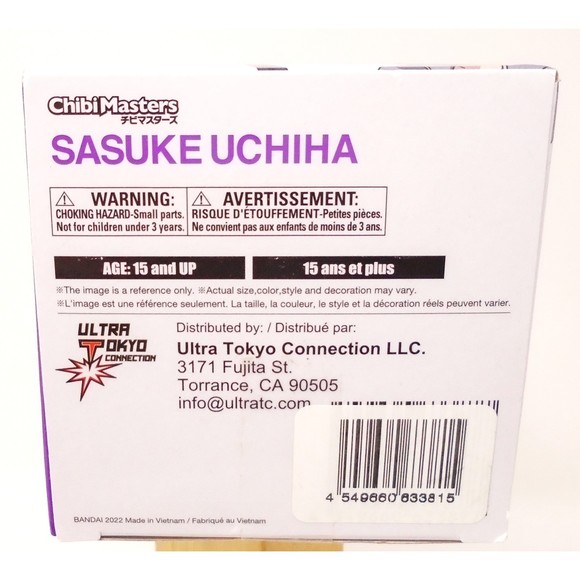 ChibiMasters
チビマスターズ
SASUKE UCHIHA
⚠ WARNING:
CHOKING HAZARD-Small parts.
Not for children under 3 years.
⚠ AVERTISSEMENT:
RISQUE D'ÉTOUFFEMENT-Petites pièces.
Ne convient pas aux enfants de moins de 3 ans.
AGE: 15 and UP
15 ans et plus
※The image is a reference only. ※Actual size,color,style and decoration may vary.
※L'image est une référence seulement. La taille, la couleur, le style et la décoration réels peuvent varier.
ULTRA
TOKYO
CONNECTION
Distributed by: / Distribué par:
Ultra Tokyo Connection LLC.
3171 Fujita St.
Torrance, CA 90505
info@ultratc.com
4 549660 633815
BANDAI 2022 Made in Vietnam / Fabriqué au Vietnam